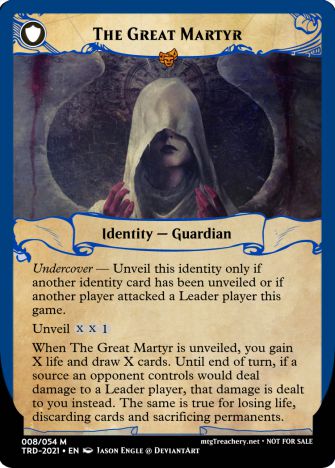 The Great Martyr
Identity — Guardian
Undercover — Unveil this identity only if
another identity card has been unveiled or if
another player attacked a Leader player this
game.
Unveil X X 1
When The Great Martyr is unveiled, you gain
X life and draw X cards. Until end of turn, if a
source an opponent controls would deal
damage to a Leader player, that damage is dealt
to you instead. The same is true for losing life,
discarding cards and sacrificing permanents.
008/054 M
TRD-2021 • EN Jason Engle @ DeviantArt
mtgTreachery.net • NOT FOR SALE